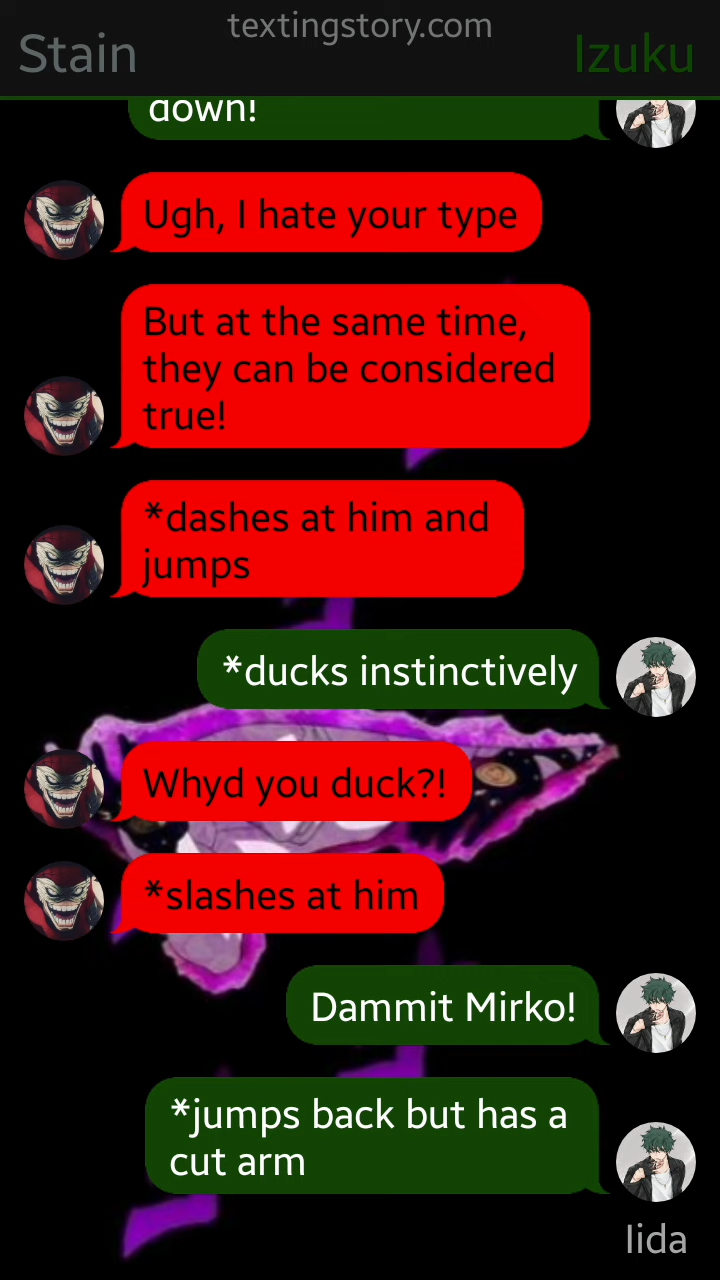 textingstory.com
Stain
Izuku
down!
Ugh, I hate your type
But at the same time,
they can be considered
true!
*dashes at him and
jumps
*ducks instinctively
Whyd you duck?!
*slashes at him
Dammit Mirko!
*jumps back but has a
cut arm
Iida